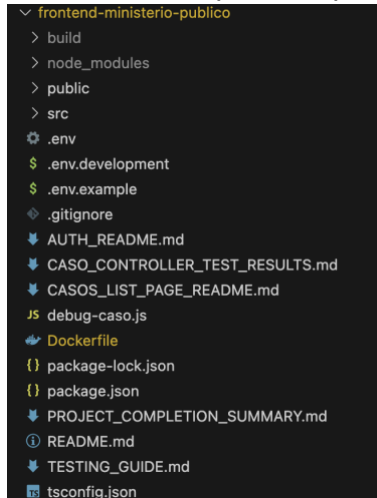 frontend-ministerio-publico
build
node_modules
public
src
.env
$ .env.development
$ .env.example
.gitignore
AUTH_README.md
CASO_CONTROLLER_TEST_RESULTS.md
CASOS_LIST_PAGE_README.md
JS debug-caso.js
Dockerfile
{} package-lock.json
{} package.json
PROJECT_COMPLETION_SUMMARY.md
README.md
TESTING_GUIDE.md
TS tsconfig.json